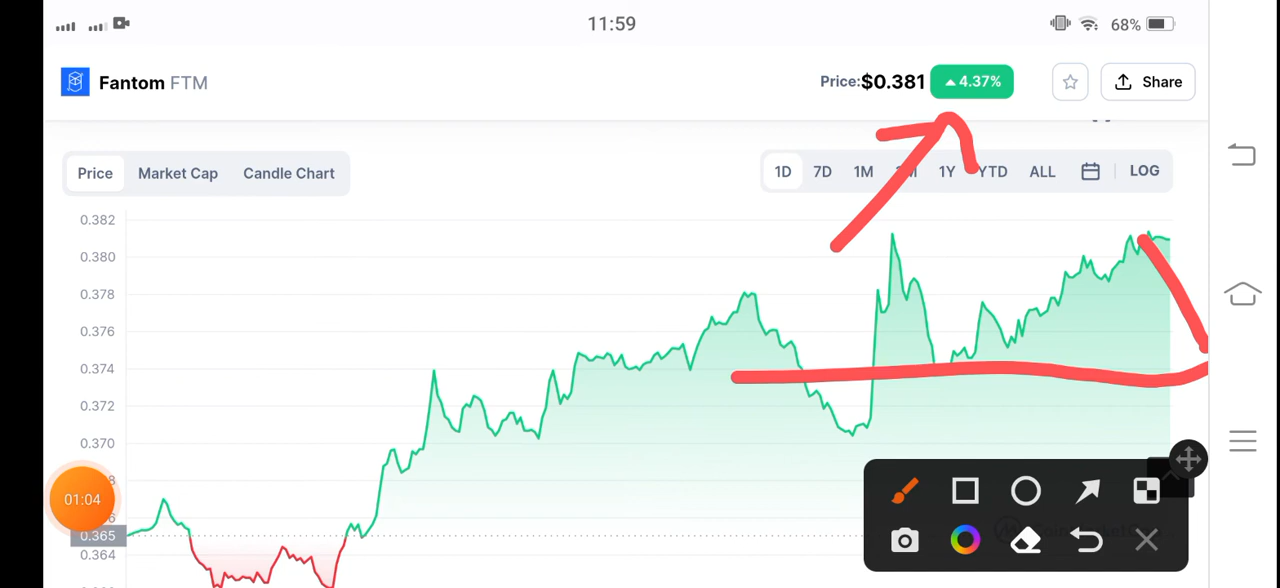 11:59
68%
Fantom FTM
Price:$0.381 4.37%
Share
Price Market Cap Candle Chart
1D 7D 1M 1Y YTD ALL LOG
0.382
0.380
0.378
0.376
0.374
0.372
0.370
01:04
0.365
0.364